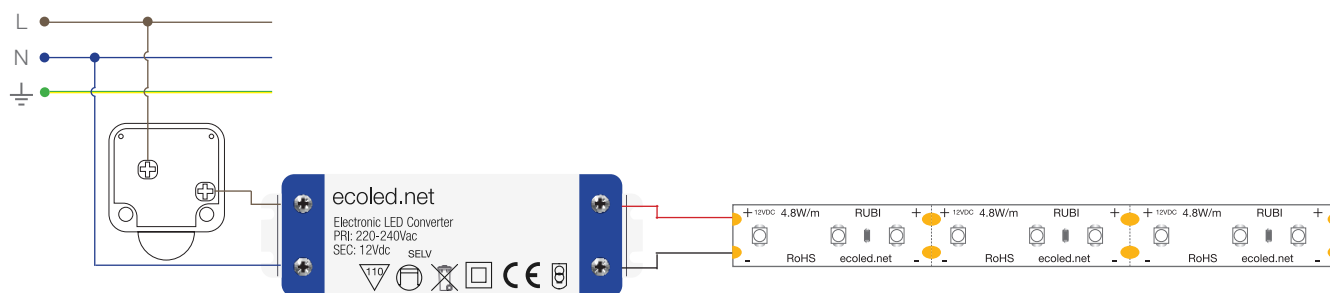 L
N
ecoled.net
Electronic LED Converter
PRI: 220-240Vac
SEC: 12Vdc
SELV
110
CE
+ 12VDC 4.8W/m RUBI +
- RoHS ecoled.net -
+ 12VDC 4.8W/m RUBI +
- RoHS ecoled.net -
+ 12VDC 4.8W/m RUBI +
- RoHS ecoled.net -